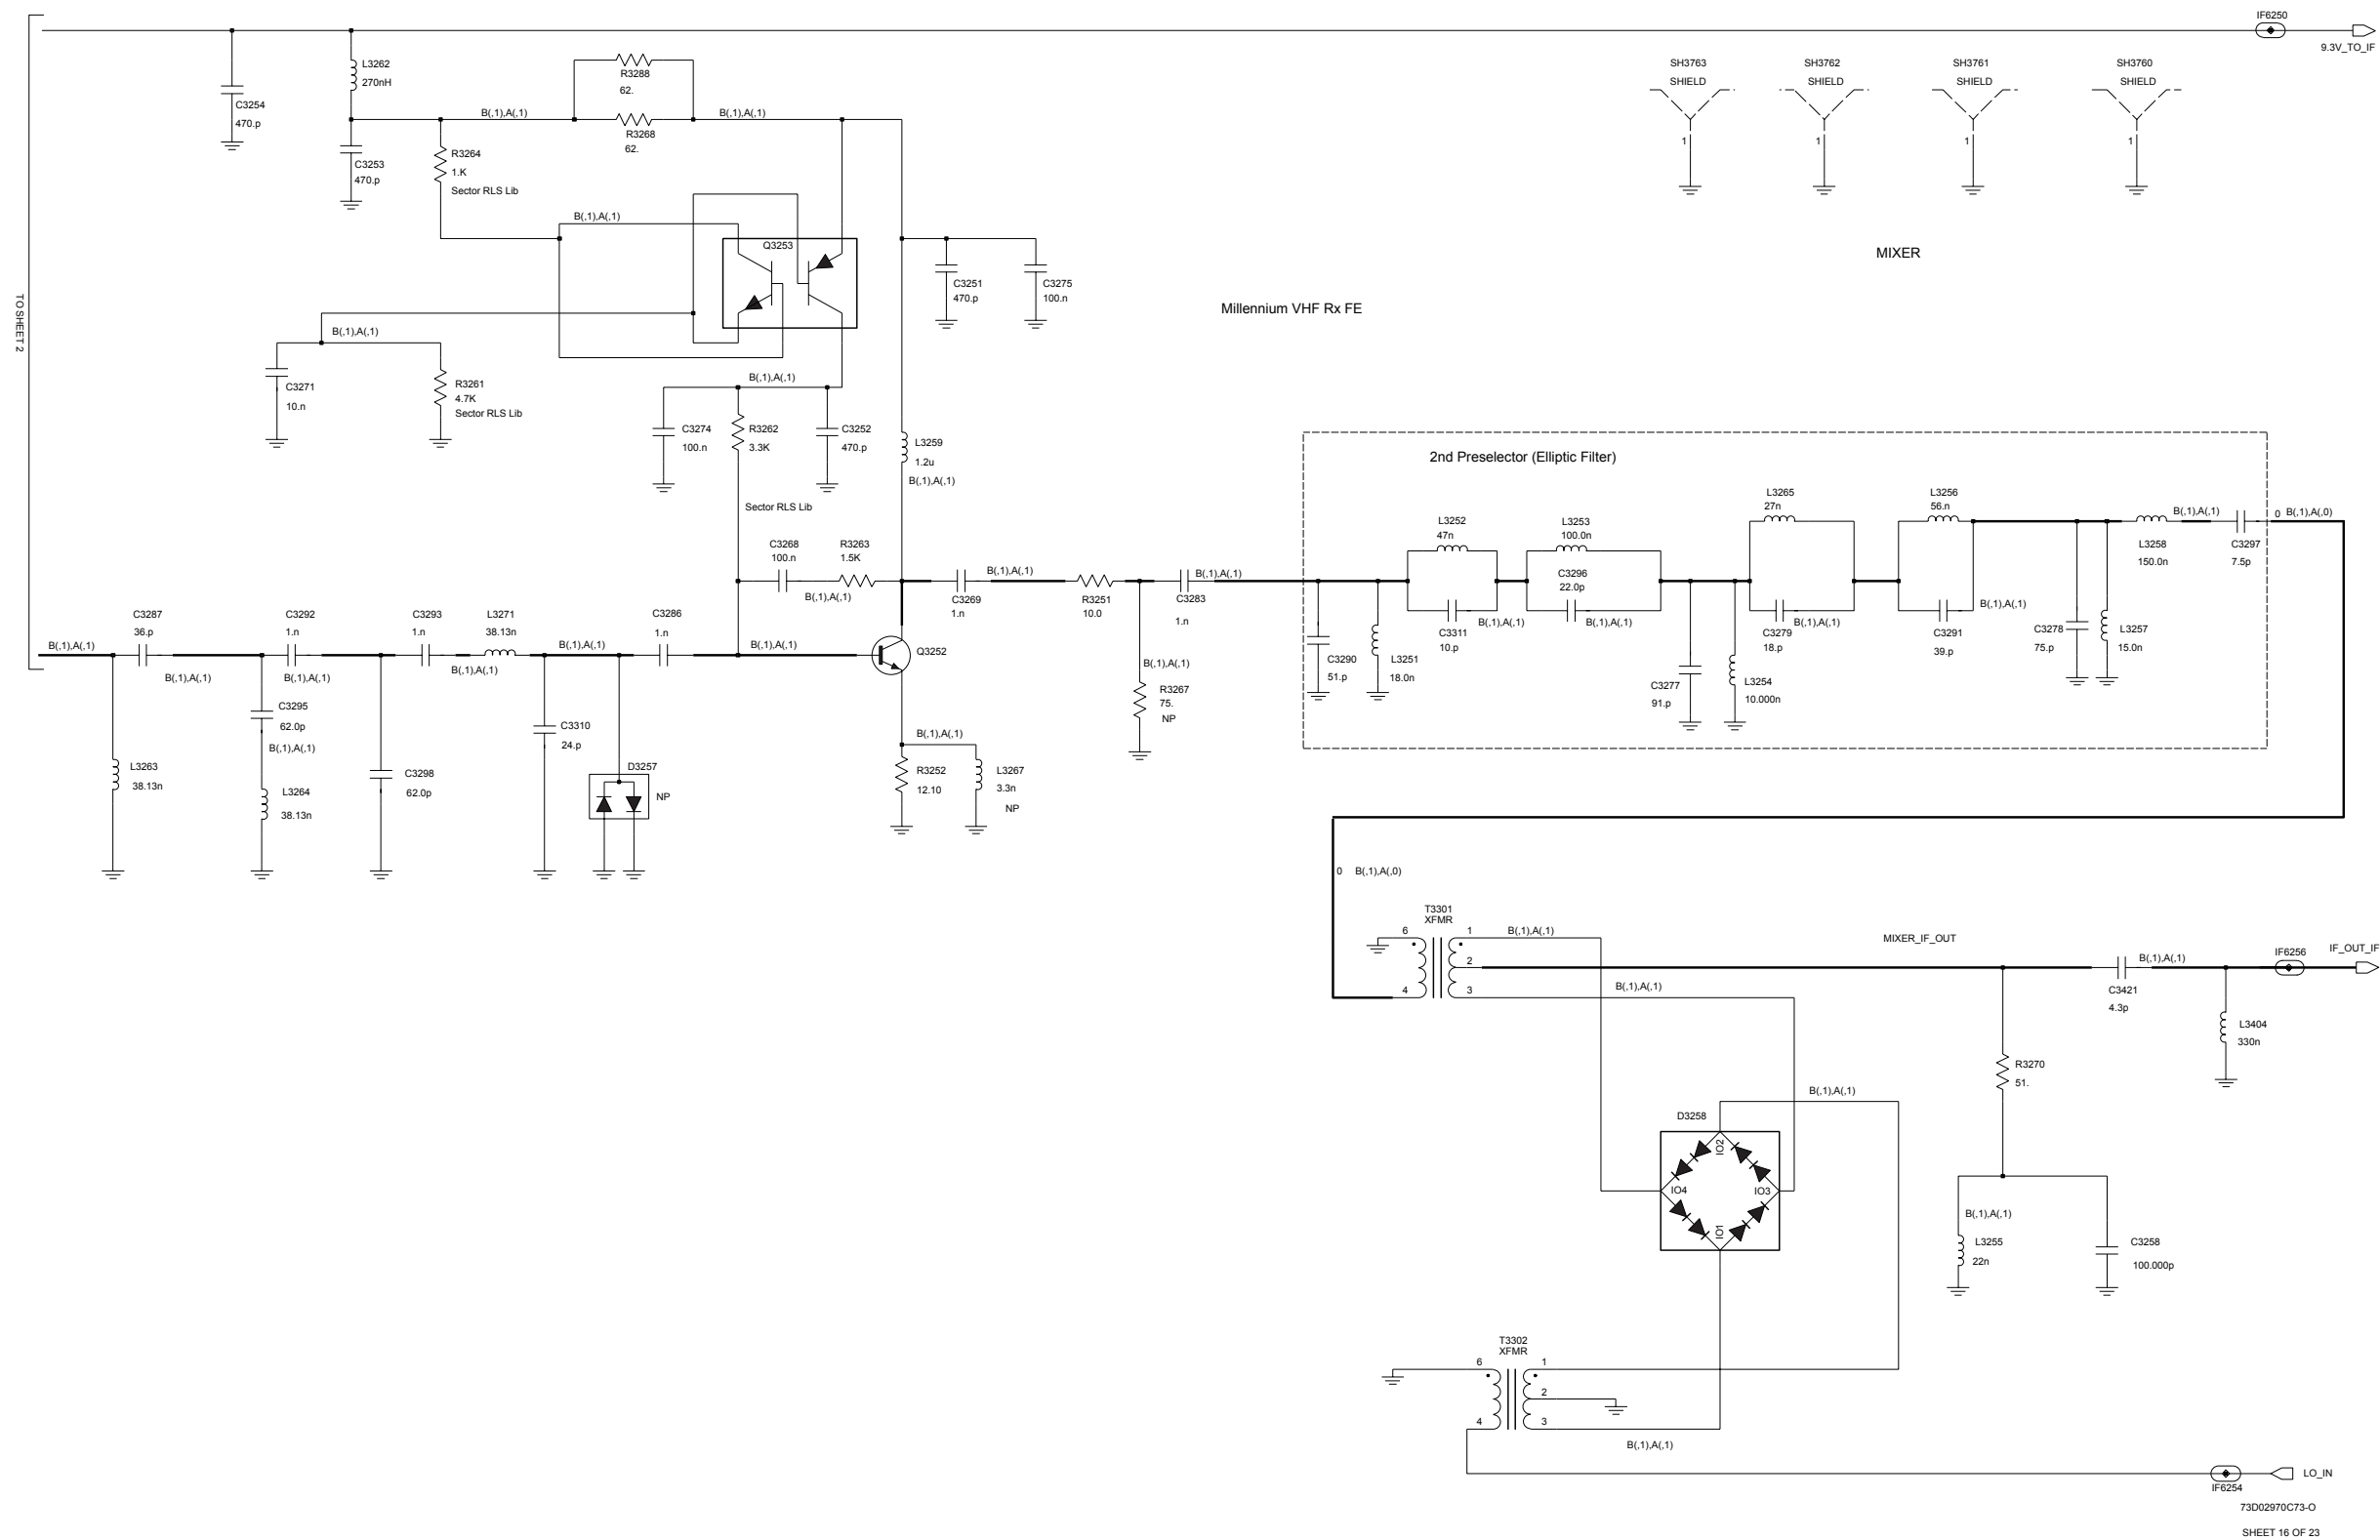 IF6250
9.3V_TO_IF
L3262
270nH
R3288
62.
SH3763
SHIELD
SH3762
SHIELD
SH3761
SHIELD
SH3760
SHIELD
C3254
470.p
B(,1),A(,1)
B(,1),A(,1)
R3268
62.
1
1
1
1
C3253
470.p
R3264
1.K
Sector RLS Lib
B(,1),A(,1)
Q3253
MIXER
C3251
470.p
C3275
100.n
TO SHEET 2
Millennium VHF Rx FE
B(,1),A(,1)
C3271
10.n
R3261
4.7K
Sector RLS Lib
B(,1),A(,1)
C3274
100.n
R3262
3.3K
C3252
470.p
L3259
1.2u
B(,1),A(,1)
2nd Preselector (Elliptic Filter)
Sector RLS Lib
L3252
47n
L3253
100.0n
L3265
27n
L3256
56.n
B(,1),A(,1)
0 B(,1),A(,0)
L3258
150.0n
C3297
7.5p
C3268
100.n
R3263
1.5K
B(,1),A(,1)
B(,1),A(,1)
C3269
1.n
R3251
10.0
B(,1),A(,1)
C3283
1.n
C3296
22.0p
C3311
10.p
B(,1),A(,1)
B(,1),A(,1)
C3279
18.p
B(,1),A(,1)
C3291
39.p
B(,1),A(,1)
C3278
75.p
L3257
15.0n
C3287
36.p
C3292
1.n
C3293
1.n
L3271
38.13n
C3286
1.n
B(,1),A(,1)
B(,1),A(,1)
B(,1),A(,1)
B(,1),A(,1)
B(,1),A(,1)
B(,1),A(,1)
Q3252
B(,1),A(,1)
R3267
75.
NP
C3290
51.p
L3251
18.0n
C3277
91.p
L3254
10.000n
C3295
62.0p
B(,1),A(,1)
C3310
24.p
B(,1),A(,1)
L3263
38.13n
L3264
38.13n
C3298
62.0p
D3257
NP
R3252
12.10
L3267
3.3n
NP
0 B(,1),A(,0)
T3301
XFMR
6
4
1
2
3
B(,1),A(,1)
B(,1),A(,1)
MIXER_IF_OUT
B(,1),A(,1)
C3421
4.3p
IF6256
IF_OUT_IF
L3404
330n
R3270
51.
B(,1),A(,1)
D3258
IO2
IO4
IO3
IO1
B(,1),A(,1)
L3255
22n
C3258
100.000p
T3302
XFMR
6
4
1
2
3
B(,1),A(,1)
LO_IN
IF6254
73D02970C73-O
SHEET 16 OF 23